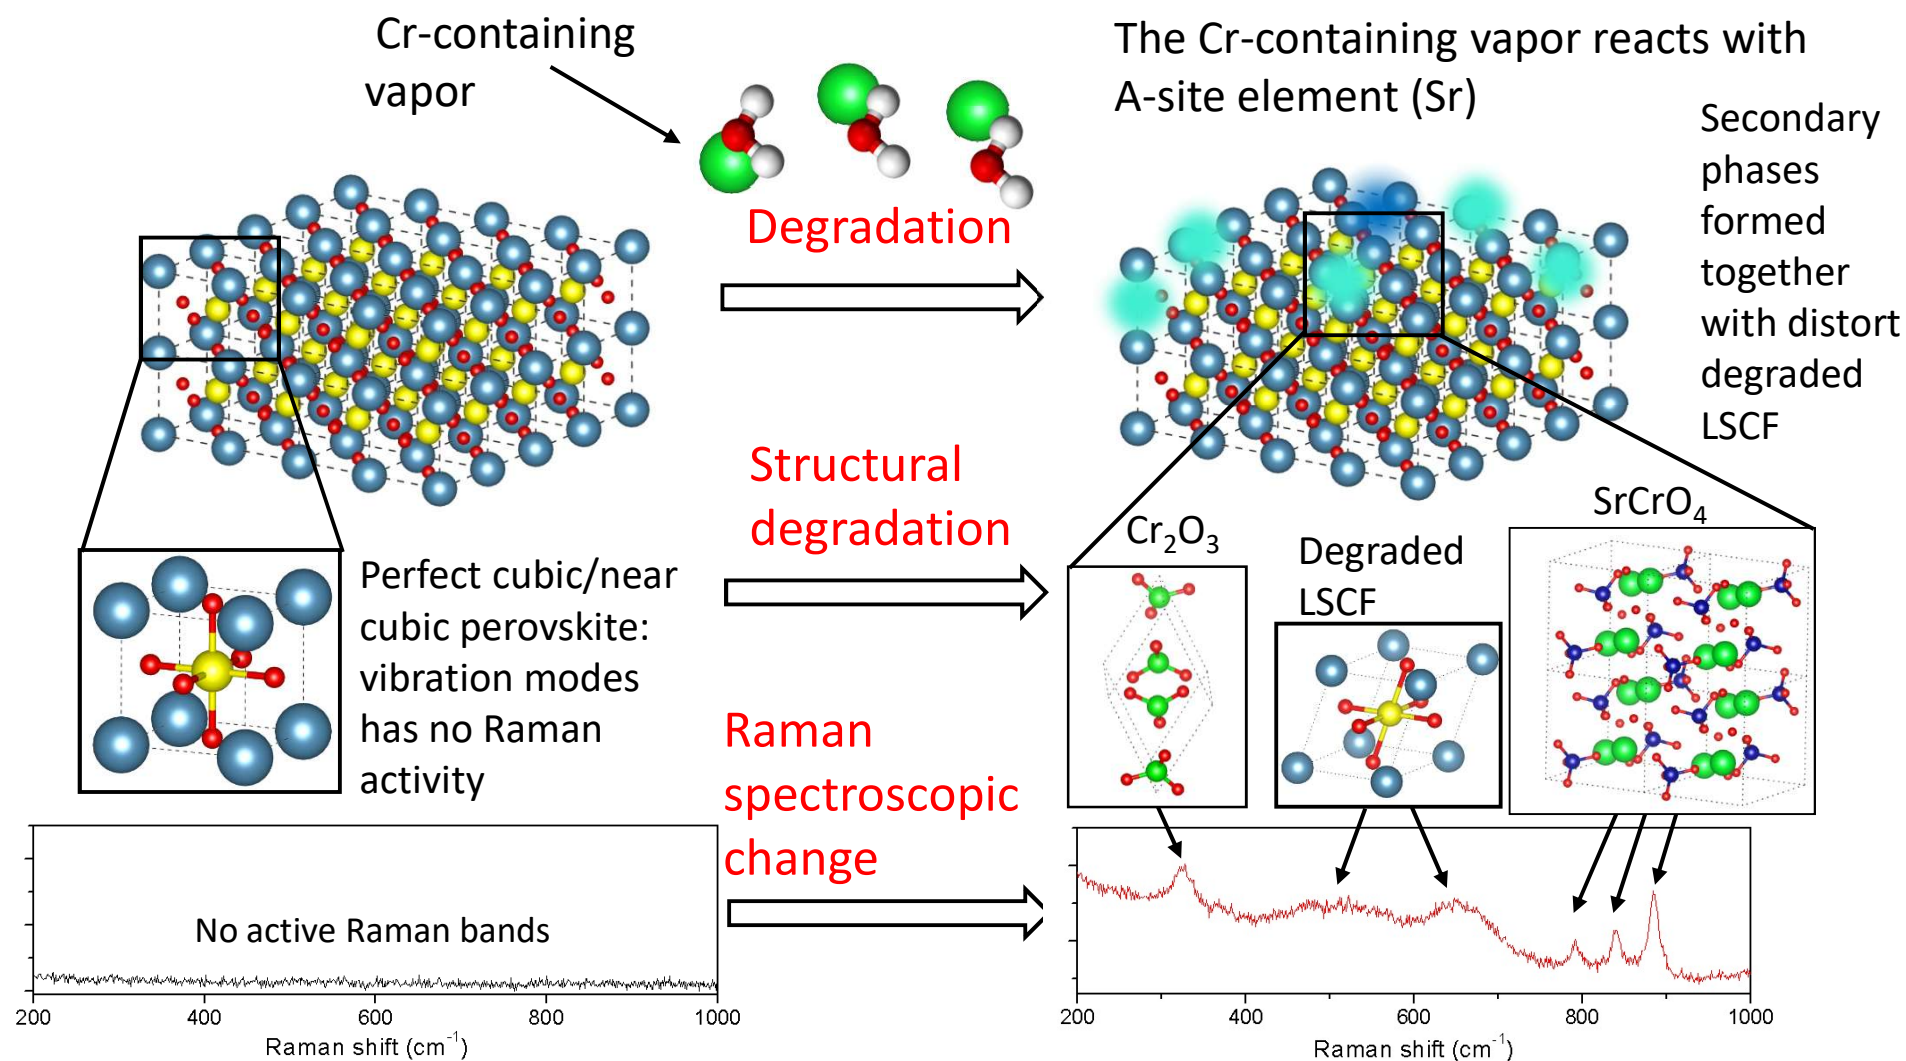 Cr-containing
vapor
The Cr-containing vapor reacts with
A-site element (Sr)
Secondary
phases
formed
together
with distort
degraded
LSCF
Degradation
Structural
degradation
Raman
spectroscopic
change
Perfect cubic/near
cubic perovskite:
vibration modes
has no Raman
activity
Cr₂O₃
Degraded
LSCF
SrCrO₄
No active Raman bands
200 400 600 800 1000
Raman shift (cm⁻¹)
200 400 600 800 1000
Raman shift (cm⁻¹)